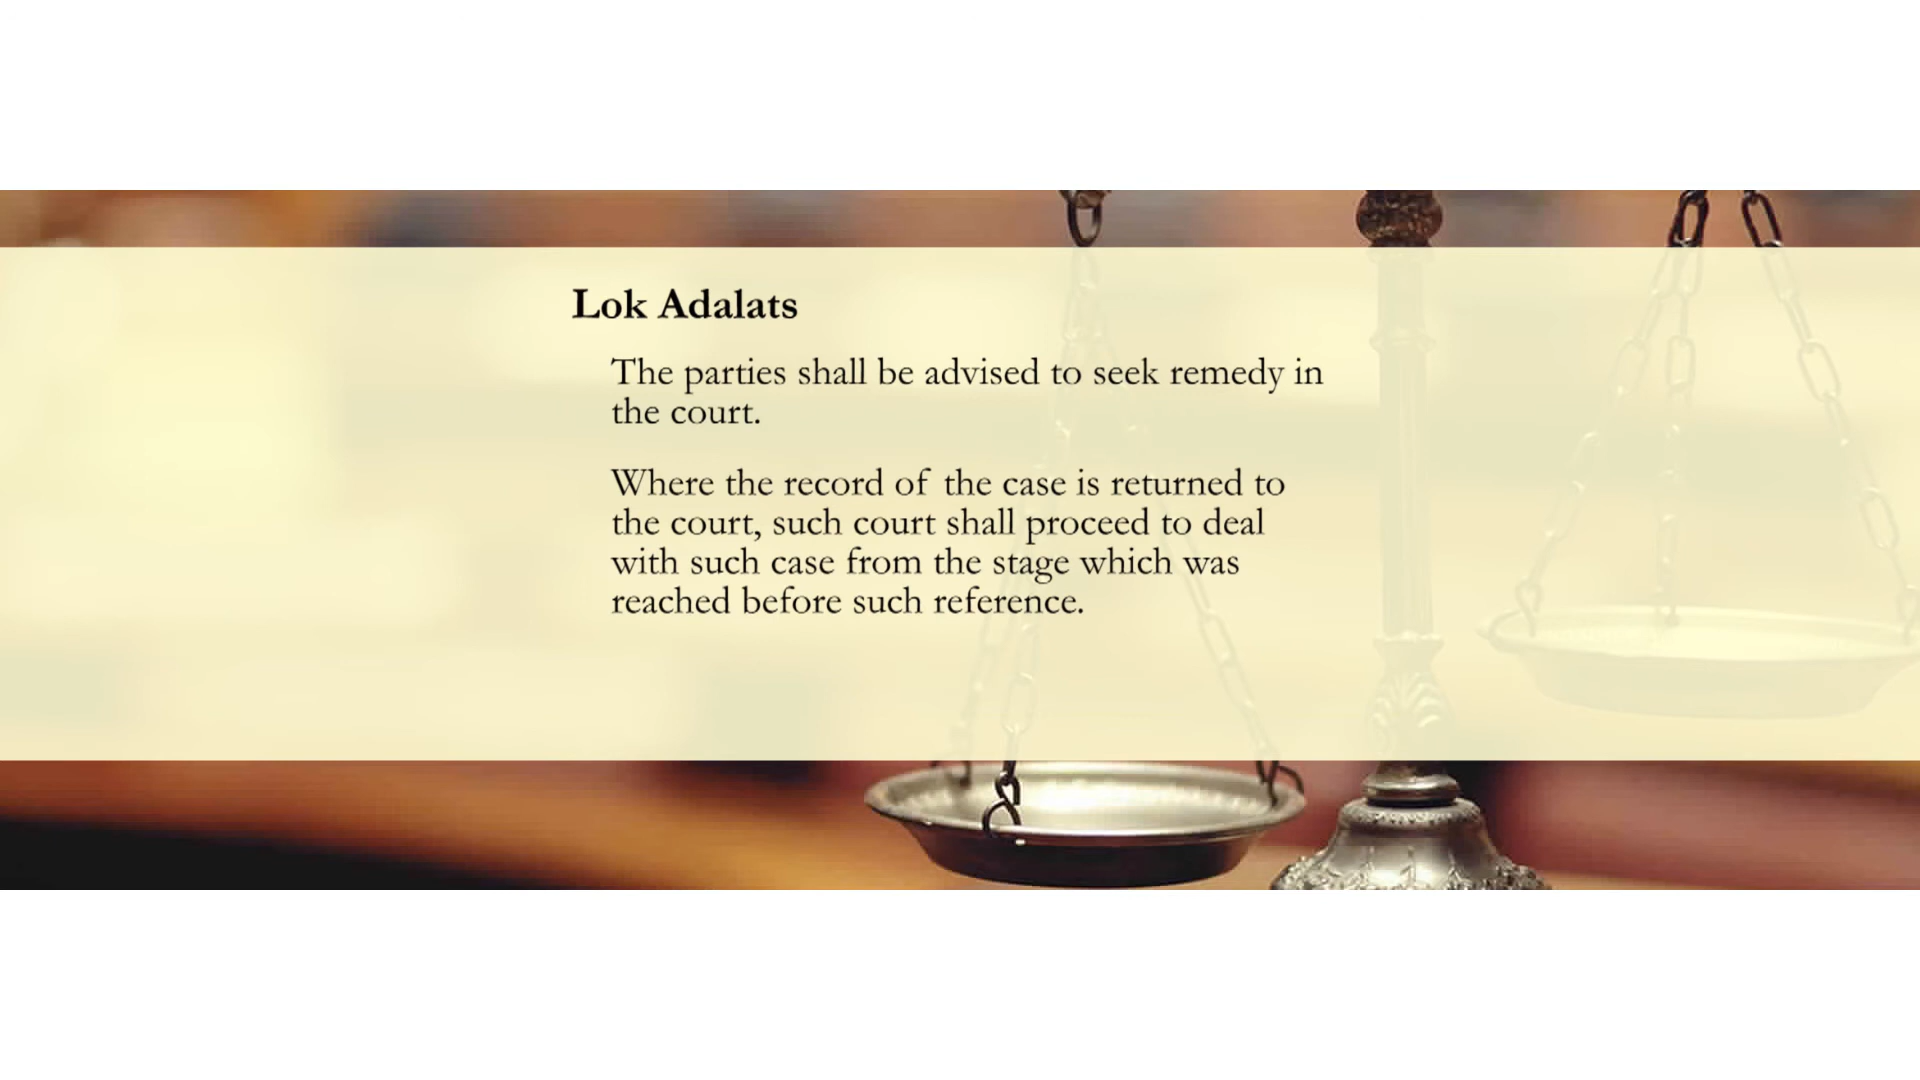 Lok Adalats
The parties shall be advised to seek remedy in
the court.
Where the record of the case is returned to
the court, such court shall proceed to deal
with such case from the stage which was
reached before such reference.